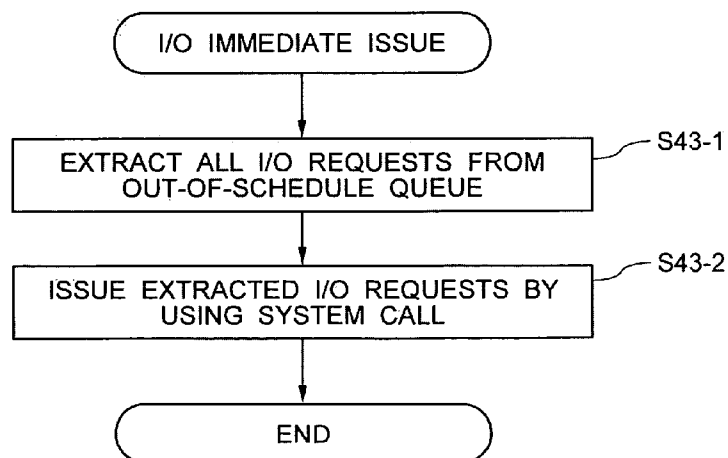 I/O IMMEDIATE ISSUE
S43-1
EXTRACT ALL I/O REQUESTS FROM
OUT-OF-SCHEDULE QUEUE
S43-2
ISSUE EXTRACTED I/O REQUESTS BY
USING SYSTEM CALL
END